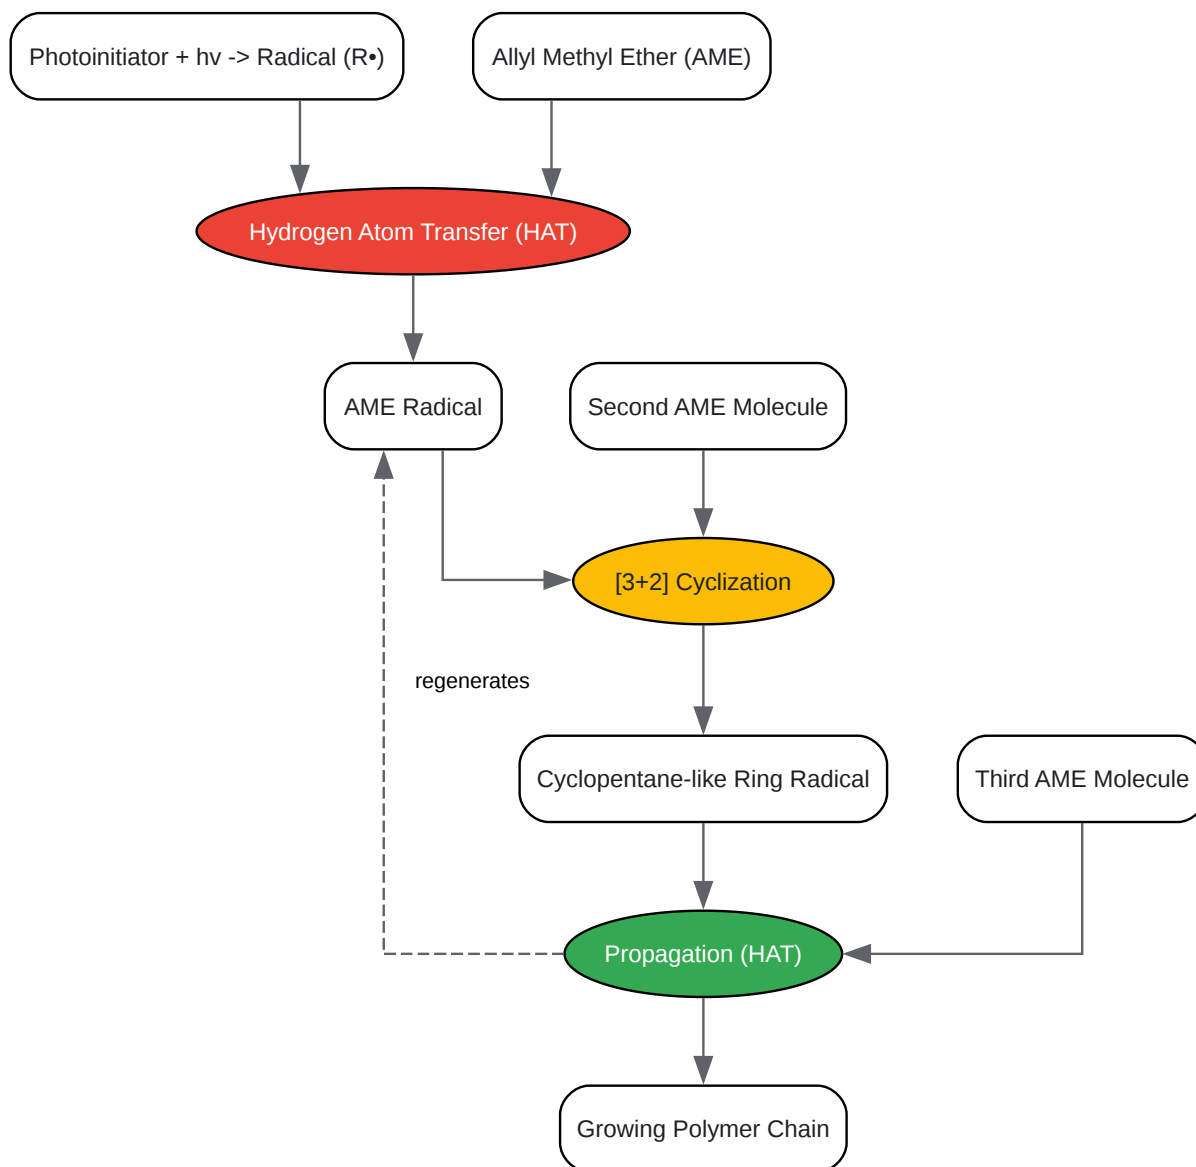 Photoinitiator + hv -> Radical (R•)
Allyl Methyl Ether (AME)
Hydrogen Atom Transfer (HAT)
AME Radical
Second AME Molecule
[3+2] Cyclization
regenerates
Cyclopentane-like Ring Radical
Third AME Molecule
Propagation (HAT)
Growing Polymer Chain